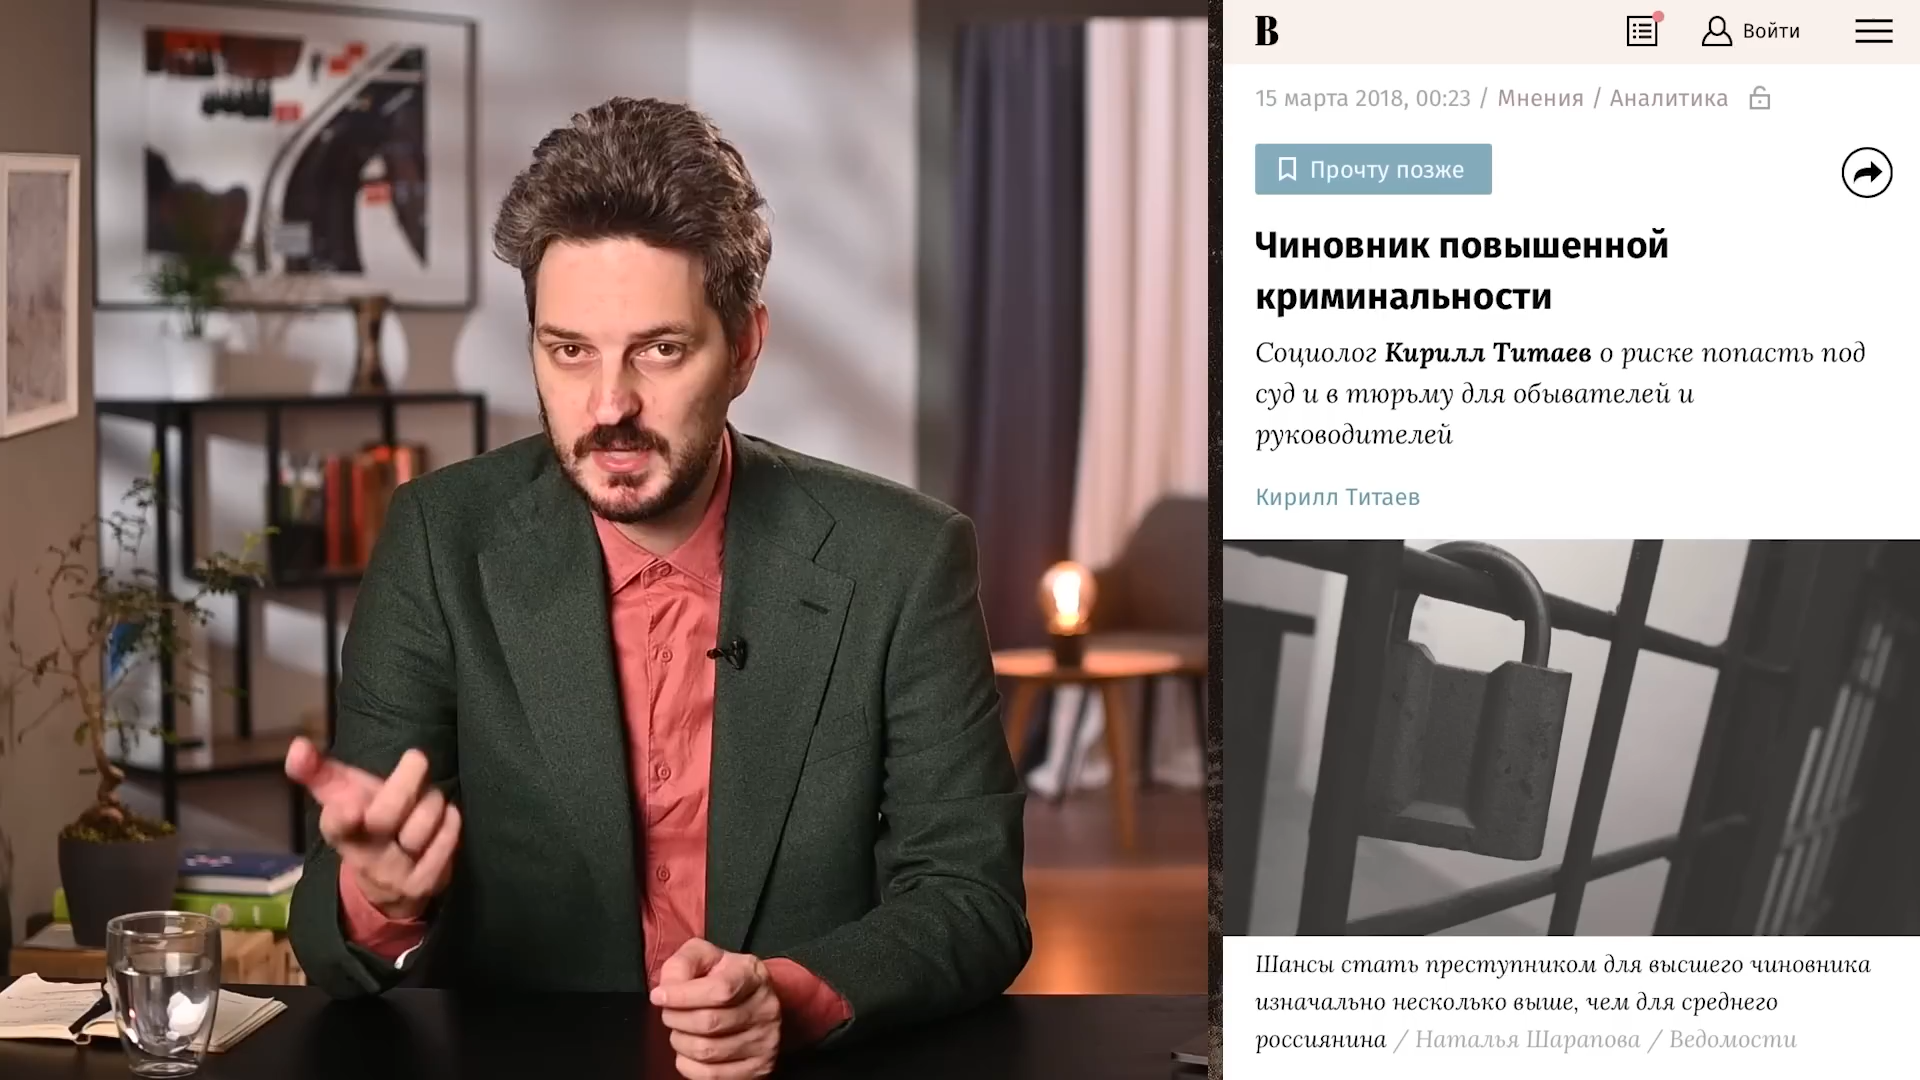 В
Войти
15 марта 2018, 00:23 / Мнения / Аналитика
Прочту позже
Чиновник повышенной
криминальности
Социолог Кирилл Титаев о риске попасть под
суд и в тюрьму для обывателей и
руководителей
Кирилл Титаев
Шансы стать преступником для высшего чиновника
изначально несколько выше, чем для среднего
россиянина / Наталья Шарапова / Ведомости